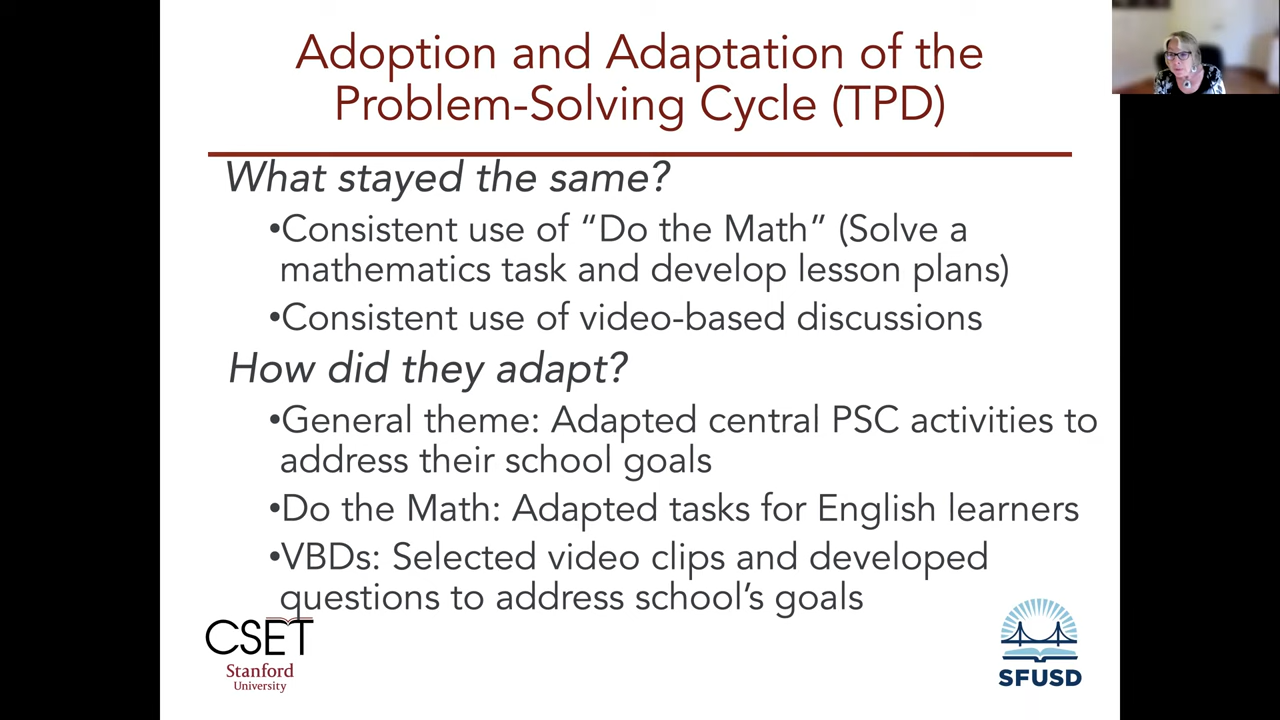 Adoption and Adaptation of the
Problem-Solving Cycle (TPD)
What stayed the same?
•Consistent use of “Do the Math” (Solve a
mathematics task and develop lesson plans)
•Consistent use of video-based discussions
How did they adapt?
•General theme: Adapted central PSC activities to
address their school goals
•Do the Math: Adapted tasks for English learners
•VBDs: Selected video clips and developed
questions to address school’s goals
CSET
Stanford
University
SFUSD